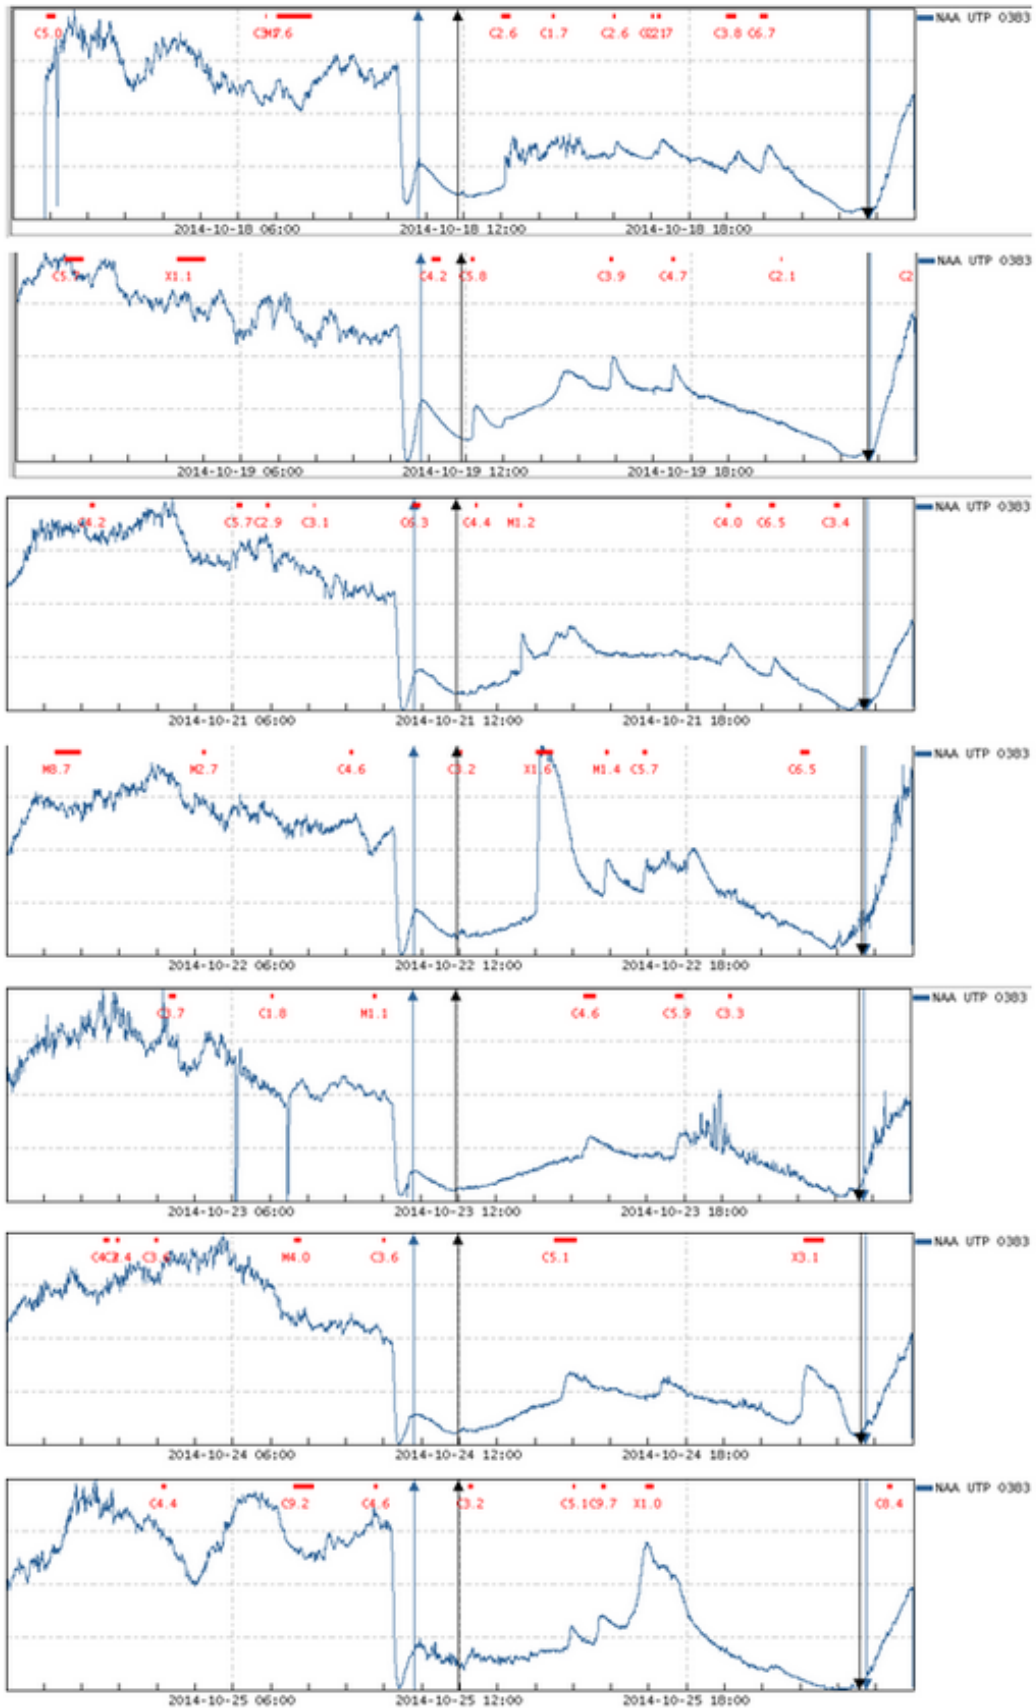 NAA UTP 0383
C5.0 C2.6 C1.7 C2.6 C3.8 C6.7
2014-10-18 06:00 2014-10-18 12:00 2014-10-18 18:00
NAA UTP 0383
X1.1 C4.2 C5.8 C3.9 C4.7 C2.1 C2
2014-10-19 06:00 2014-10-19 12:00 2014-10-19 18:00
NAA UTP 0383
C4.2 C5.7 C2.9 C3.1 C6.3 C4.4 M1.2 C4.0 C6.5 C3.4
2014-10-21 06:00 2014-10-21 12:00 2014-10-21 18:00
NAA UTP 0383
M8.7 M2.7 C4.6 C3.2 X1.6 M1.4 C5.7 C6.5
2014-10-22 06:00 2014-10-22 12:00 2014-10-22 18:00
NAA UTP 0383
C1.8 M1.1 C4.6 C5.9 C3.3
2014-10-23 06:00 2014-10-23 12:00 2014-10-23 18:00
NAA UTP 0383
M4.0 C3.6 C5.1 X3.1
2014-10-24 06:00 2014-10-24 12:00 2014-10-24 18:00
NAA UTP 0383
C4.4 C9.2 C4.6 C3.2 C5.1 C9.7 X1.0 C8.4
2014-10-25 06:00 2014-10-25 12:00 2014-10-25 18:00